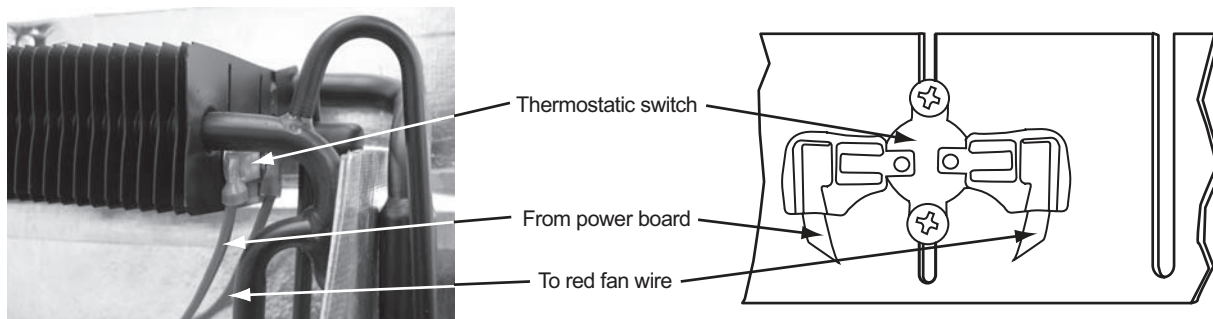 Thermostatic switch
From power board
To red fan wire